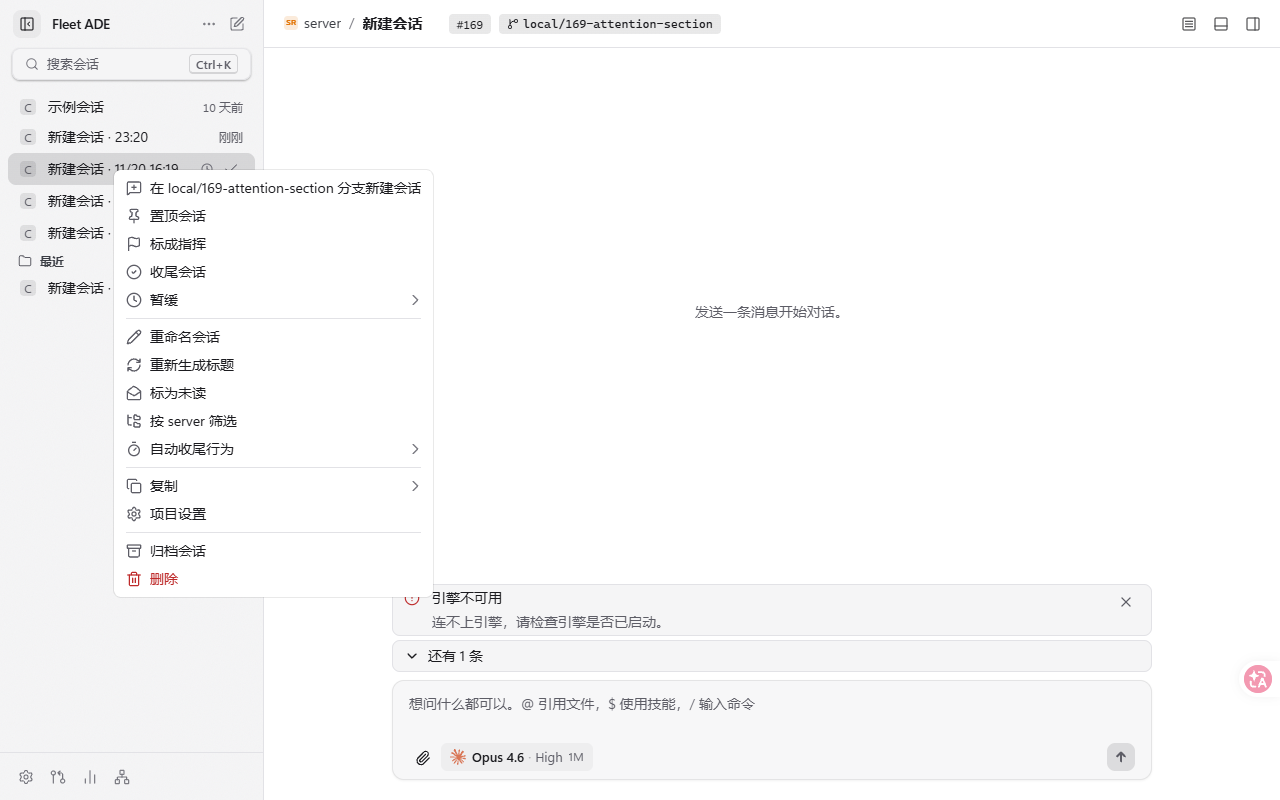 Fleet ADE
搜索会话
Ctrl+K
C 示例会话 10 天前
C 新建会话 · 23:20 刚刚
C 新建会话 · 11/20 16:19
C 新建会话 ·
C 新建会话 ·
最近
C 新建会话 ·
在 local/169-attention-section 分支新建会话
置顶会话
标成指挥
收尾会话
暂缓
重命名会话
重新生成标题
标为未读
按 server 筛选
自动收尾行为
复制
项目设置
归档会话
删除
SR server / 新建会话 #169 local/169-attention-section
发送一条消息开始对话。
引擎不可用
连不上引擎，请检查引擎是否已启动。
还有 1 条
想问什么都可以。@ 引用文件，$ 使用技能，/ 输入命令
Opus 4.6 · High 1M